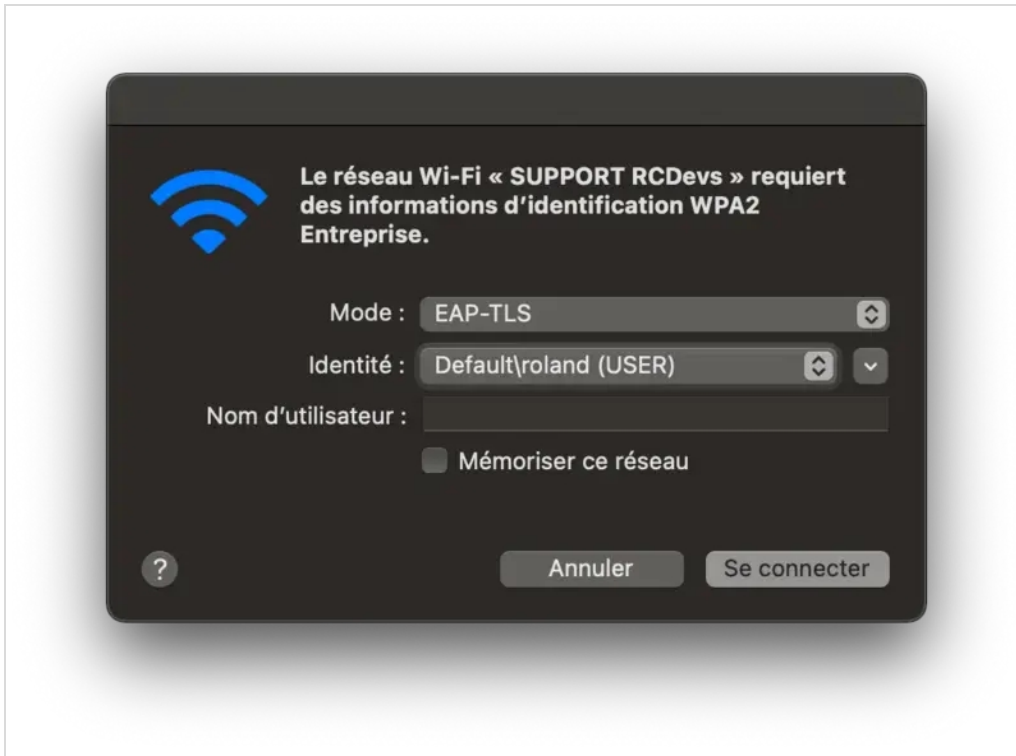 Le réseau Wi-Fi « SUPPORT RCDevs » requiert
des informations d’identification WPA2
Entreprise.
Mode : EAP-TLS
Identité : Default\roland (USER)
Nom d’utilisateur :
Mémoriser ce réseau
? Annuler Se connecter